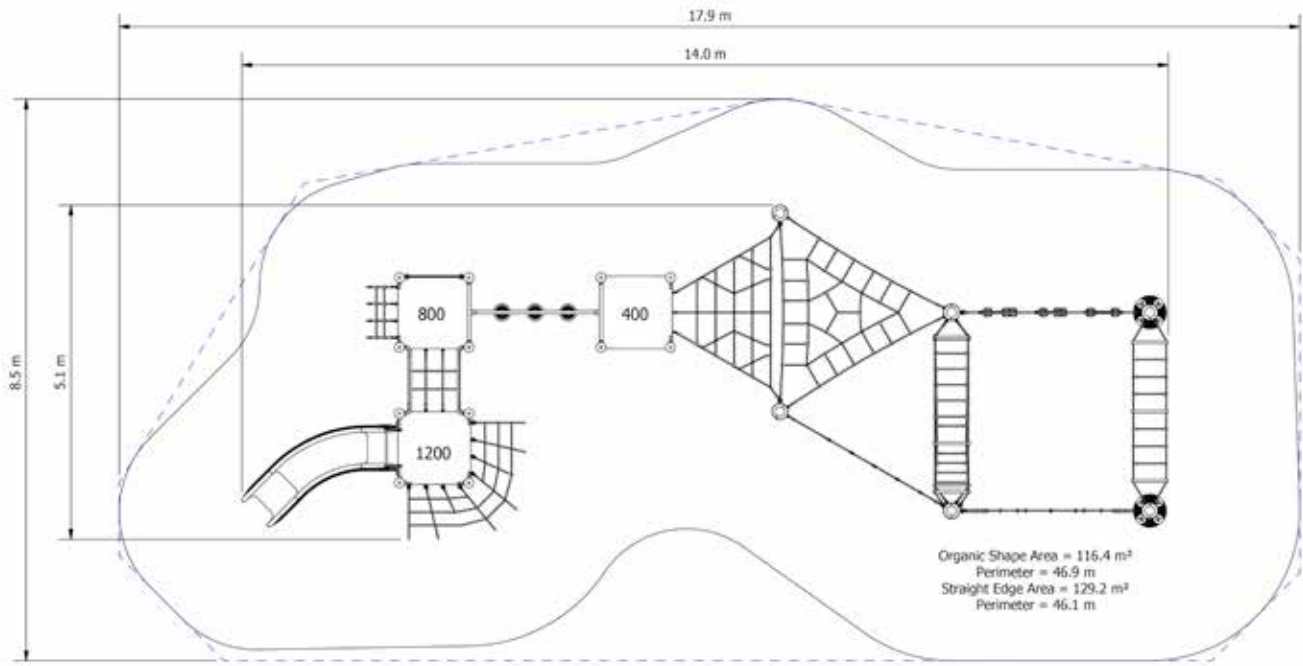 17.9 m
14.0 m
8.5 m
5.1 m
800
400
1200
Organic Shape Area = 116.4 m²
Perimeter = 46.9 m
Straight Edge Area = 129.2 m²
Perimeter = 46.1 m